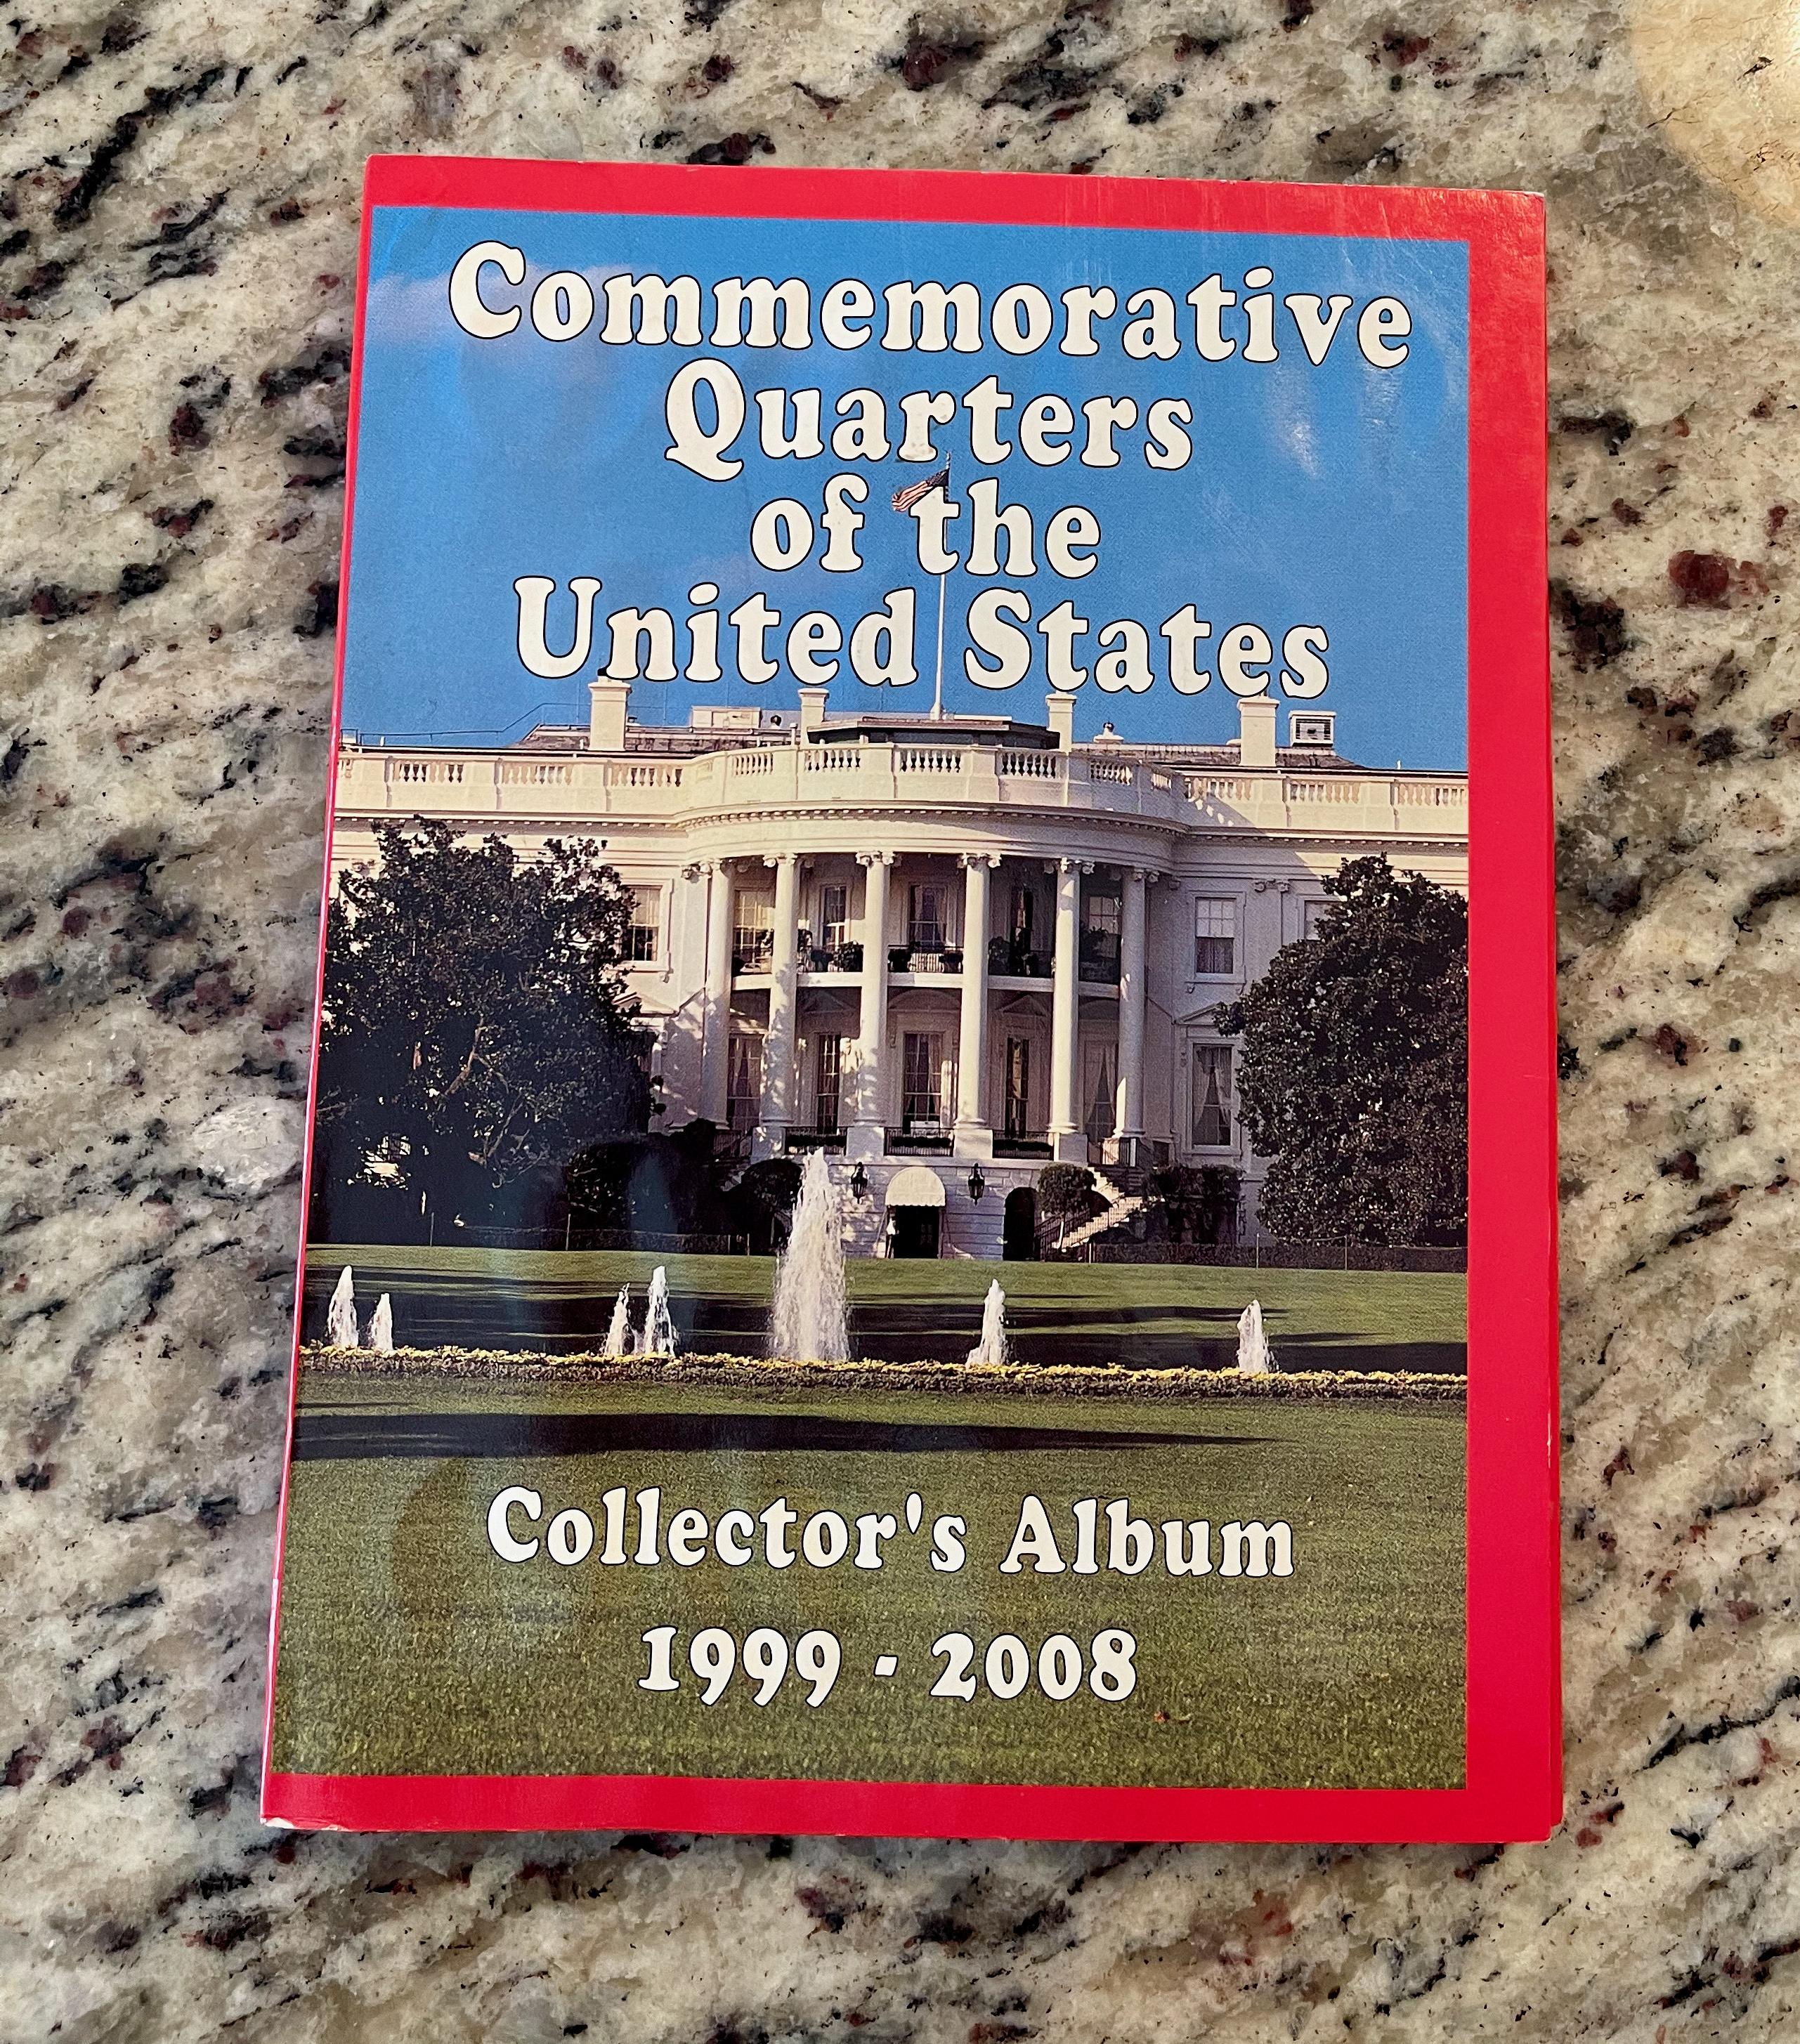 Commemorative
Quarters
of the
United States
Collector's Album
1999 - 2008